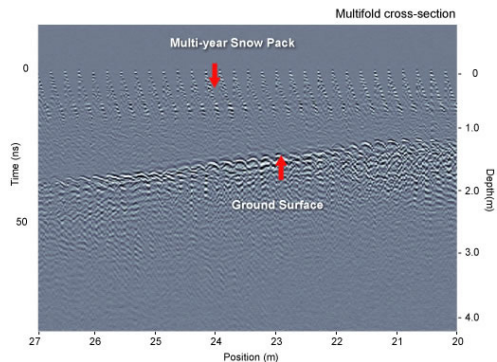 Multifold cross-section
Multi-year Snow Pack
0
0
1.0
Time (ns)
Depth(m)
2.0
Ground Surface
50
3.0
4.0
27 26 25 24 23 22 21 20
Position (m)